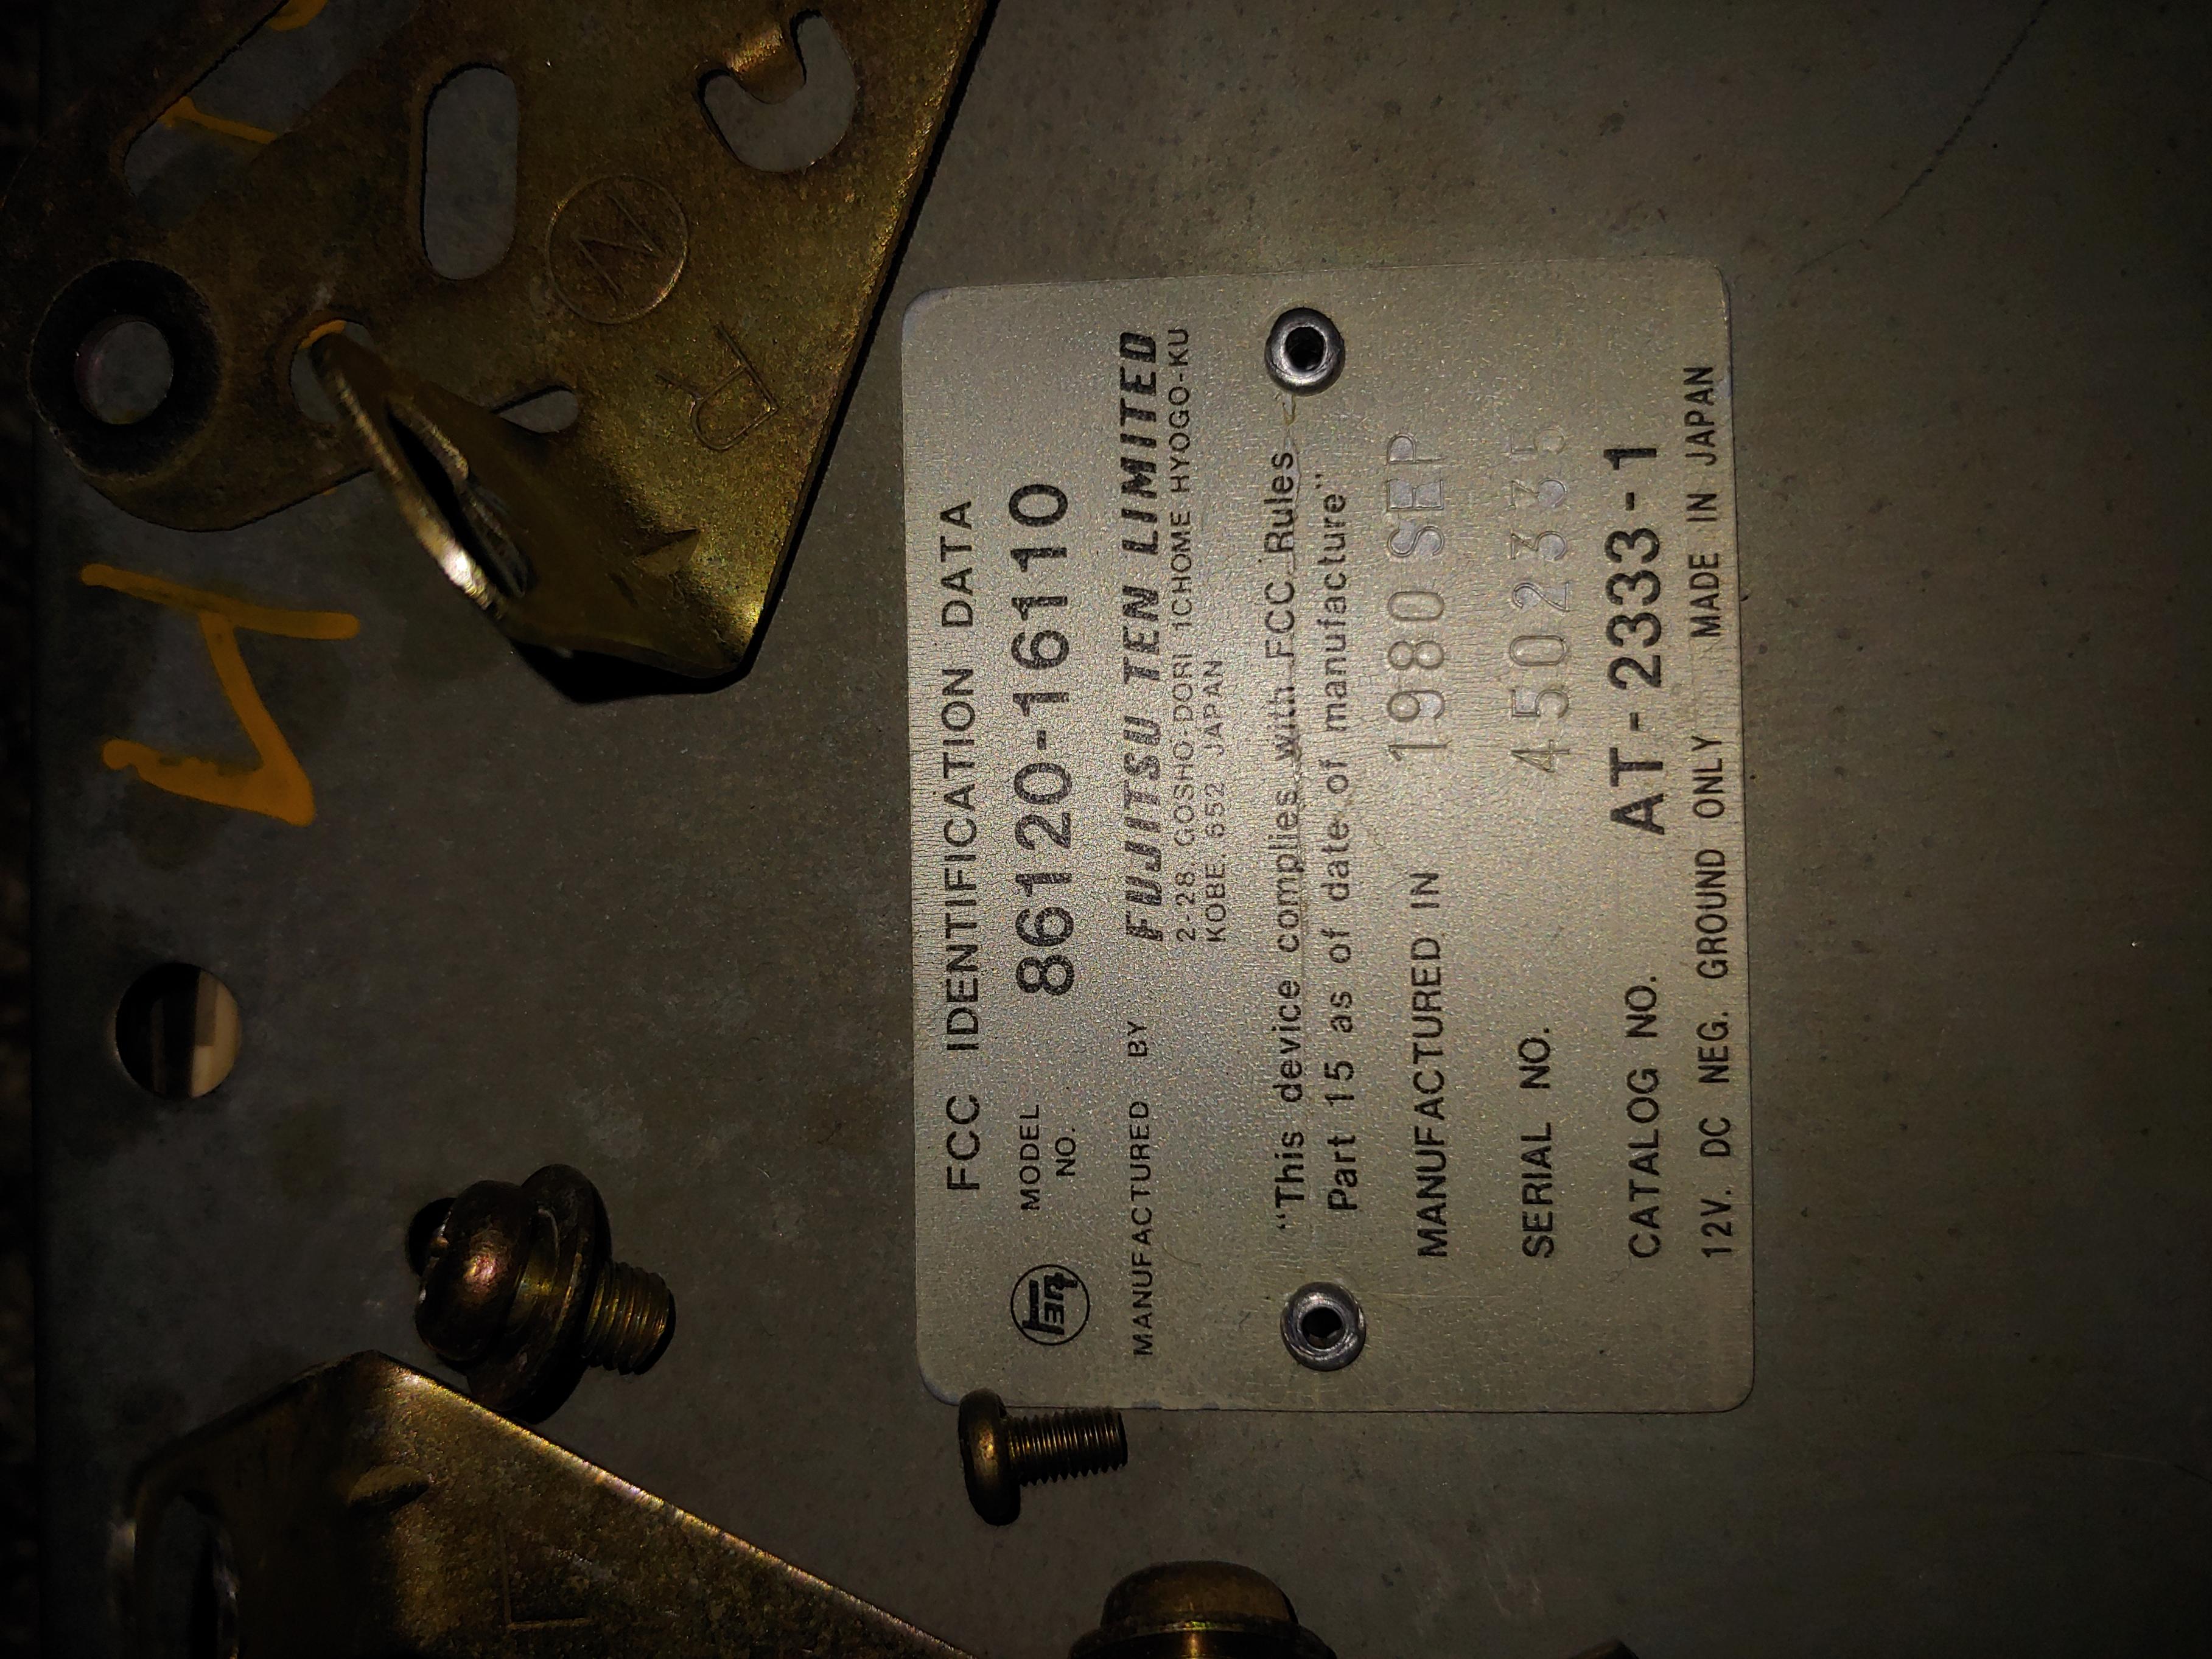 FCC IDENTIFICATION DATA
TEN MODEL NO. 86120-16110
MANUFACTURED BY FUJITSU TEN LIMITED
2-28, GOSHO-DORI 1CHOME HYOGO-KU
KOBE, 652 JAPAN
"This device complies with FCC Rules
Part 15 as of date of manufacture"
MANUFACTURED IN 1980 SEP
SERIAL NO. 4502335
CATALOG NO. AT-2333-1
12V. DC NEG. GROUND ONLY MADE IN JAPAN
R
L